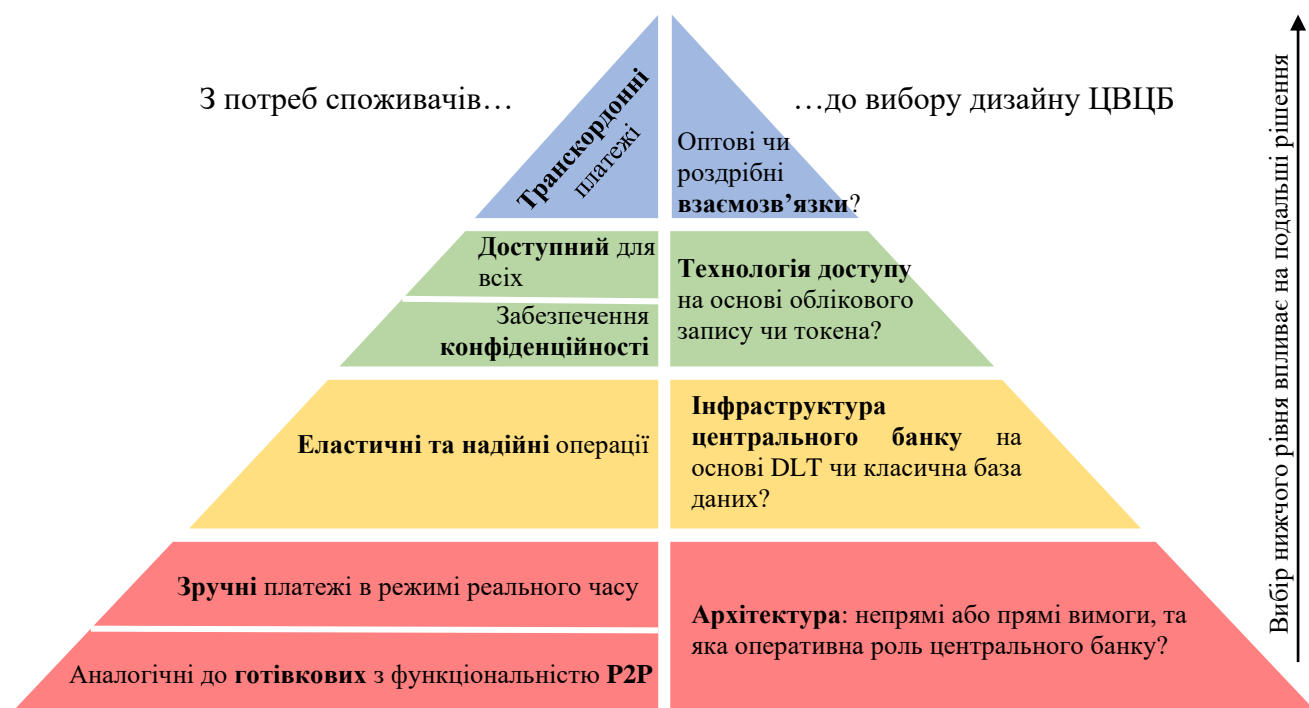 З потреб споживачів…
…до вибору дизайну ЦВЦБ
Транскордонні
платежі
Оптові чи
роздрібні
взаємозв’язки?
Доступний для
всіх
Забезпечення
конфіденційності
Технологія доступу
на основі облікового
запису чи токена?
Еластичні та надійні операції
Інфраструктура
центрального банку на
основі DLT чи класична база
даних?
Зручні платежі в режимі реального часу
Аналогічні до готівкових з функціональністю P2P
Архітектура: непрямі або прямі вимоги, та
яка оперативна роль центрального банку?
Вибір нижчого рівня впливає на подальші рішення